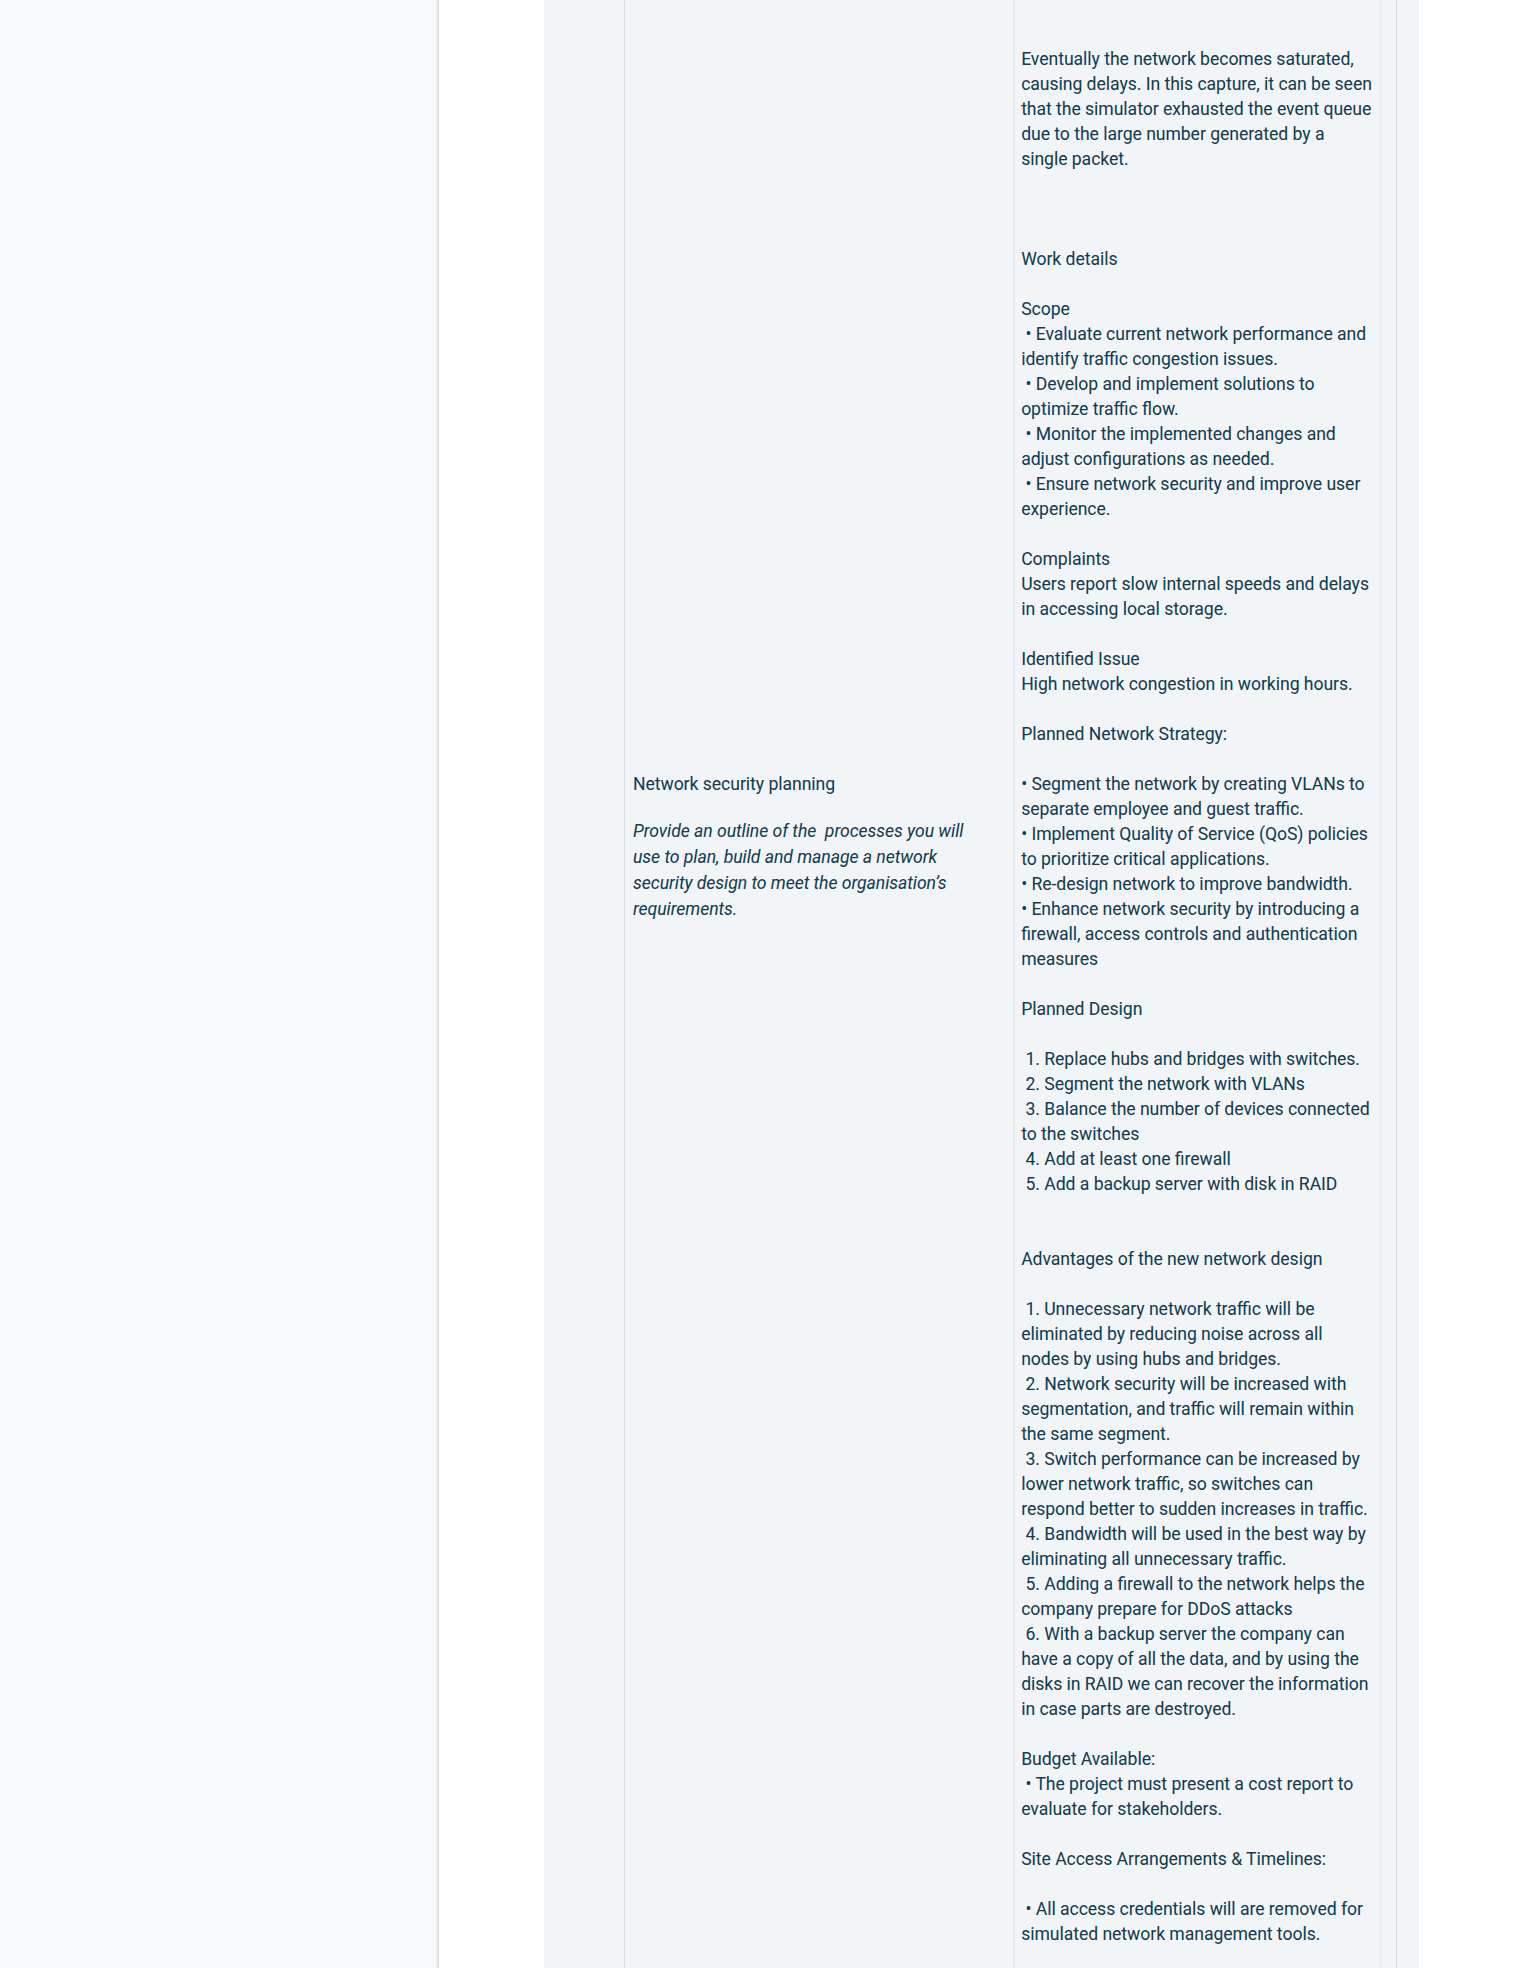 Eventually the network becomes saturated,
causing delays. In this capture, it can be seen
that the simulator exhausted the event queue
due to the large number generated by a
single packet.
Work details
Scope
• Evaluate current network performance and
identify traffic congestion issues.
• Develop and implement solutions to
optimize traffic flow.
• Monitor the implemented changes and
adjust configurations as needed.
• Ensure network security and improve user
experience.
Complaints
Users report slow internal speeds and delays
in accessing local storage.
Identified Issue
High network congestion in working hours.
Planned Network Strategy:
Network security planning
Provide an outline of the  processes you will
use to plan, build and manage a network
security design to meet the organisation's
requirements.
• Segment the network by creating VLANs to
separate employee and guest traffic.
• Implement Quality of Service (QoS) policies
to prioritize critical applications.
• Re-design network to improve bandwidth.
• Enhance network security by introducing a
firewall, access controls and authentication
measures
Planned Design
1. Replace hubs and bridges with switches.
2. Segment the network with VLANs
3. Balance the number of devices connected
to the switches
4. Add at least one firewall
5. Add a backup server with disk in RAID
Advantages of the new network design
1. Unnecessary network traffic will be
eliminated by reducing noise across all
nodes by using hubs and bridges.
2. Network security will be increased with
segmentation, and traffic will remain within
the same segment.
3. Switch performance can be increased by
lower network traffic, so switches can
respond better to sudden increases in traffic.
4. Bandwidth will be used in the best way by
eliminating all unnecessary traffic.
5. Adding a firewall to the network helps the
company prepare for DDoS attacks
6. With a backup server the company can
have a copy of all the data, and by using the
disks in RAID we can recover the information
in case parts are destroyed.
Budget Available:
• The project must present a cost report to
evaluate for stakeholders.
Site Access Arrangements & Timelines:
• All access credentials will are removed for
simulated network management tools.